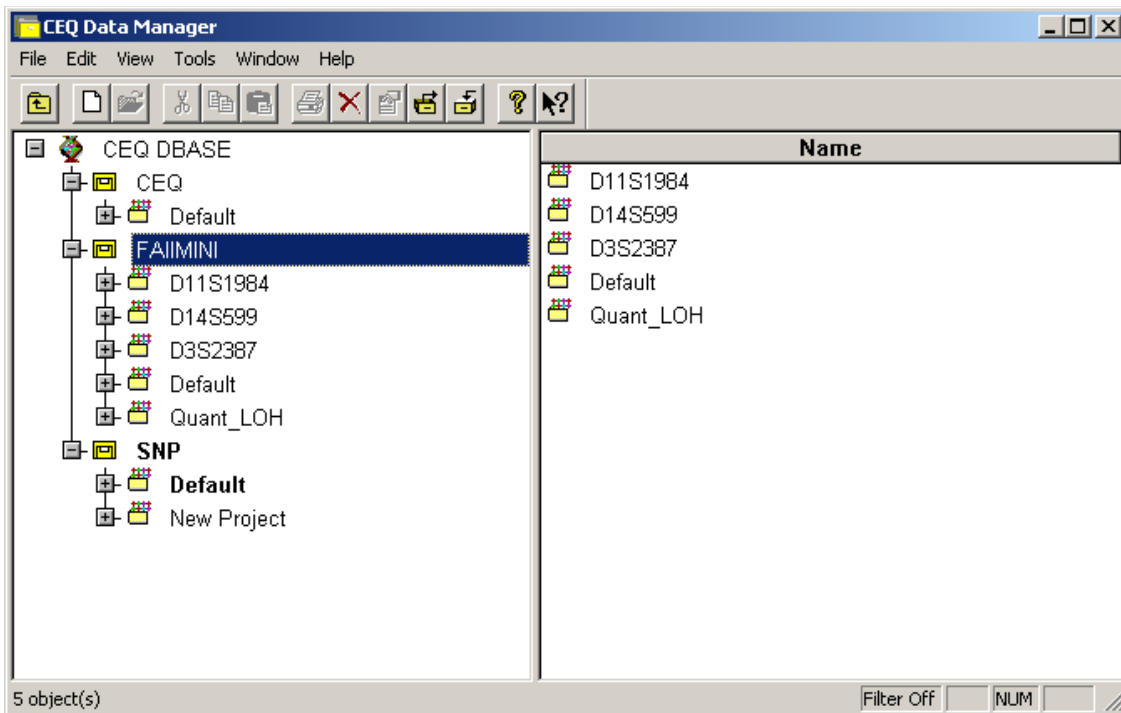 CEQ Data Manager
File Edit View Tools Window Help
CEQ DBASE
CEQ
Default
FAIIMINI
D11S1984
D14S599
D3S2387
Default
Quant_LOH
SNP
Default
New Project
Name
D11S1984
D14S599
D3S2387
Default
Quant_LOH
5 object(s)
Filter Off NUM